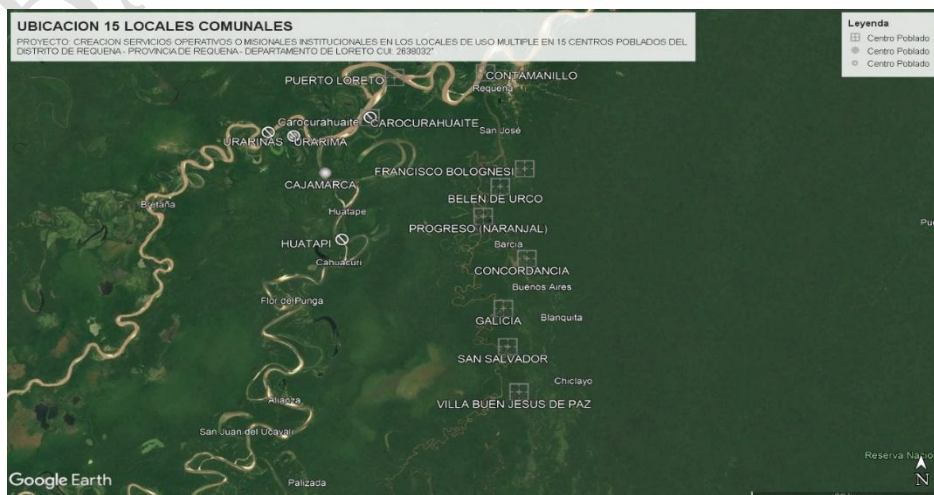 UBICACION 15 LOCALES COMUNALES
PROYECTO: CREACION SERVICIOS OPERATIVOS O MISIONALES INSTITUCIONALES EN LOS LOCALES DE USO MULTIPLE EN 15 CENTROS POBLADOS DEL
DISTRITO DE REQUENA - PROVINCIA DE REQUENA - DEPARTAMENTO DE LORETO CUI: 2638032"
Leyenda
Centro Poblado
Centro Poblado
Centro Poblado
PUERTO LORETO
CONTAMANILLO
Requena
Carocurahuaite
CAROCURAHUAITE
San José
URARINAS
URARIMA
FRANCISCO BOLOGNESI
CAJAMARCA
BELEN DE URCO
Bretaña
Huatape
PROGRESO (NARANJAL)
HUATAPI
Barcia
Cahuacuri
CONCORDANCIA
Buenos Aires
Flor de Punga
GALICIA
Blanquita
SAN SALVADOR
Chiclayo
Alianza
VILLA BUEN JESUS DE PAZ
San Juan del Ucayali
Reserva Nacio
Google Earth
Palizada
N